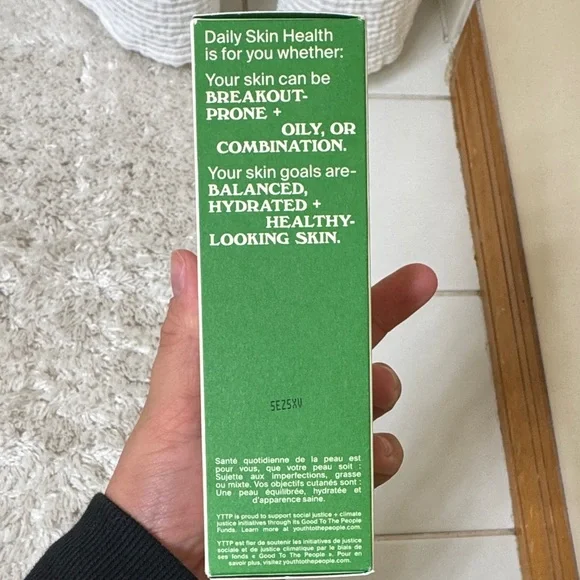 Daily Skin Health
is for you whether:
Your skin can be
BREAKOUT-
PRONE +
OILY, OR
COMBINATION.
Your skin goals are-
BALANCED,
HYDRATED +
HEALTHY-
LOOKING SKIN.
5EZ5XV
Santé quotidienne de la peau est
pour vous, que votre peau soit :
Sujette aux imperfections, grasse
ou mixte. Vos objectifs cutanés sont :
Une peau équilibrée, hydratée et
d'apparence saine.
YTTP is proud to support social justice + climate
justice initiatives through its Good To The People
Funds. Learn more at youthtothepeople.com.
YTTP est fier de soutenir les initiatives de justice
sociale et de justice climatique par le biais de
ses fonds « Good To The People ». Pour en
savoir plus, visitez youthtothepeople.com.